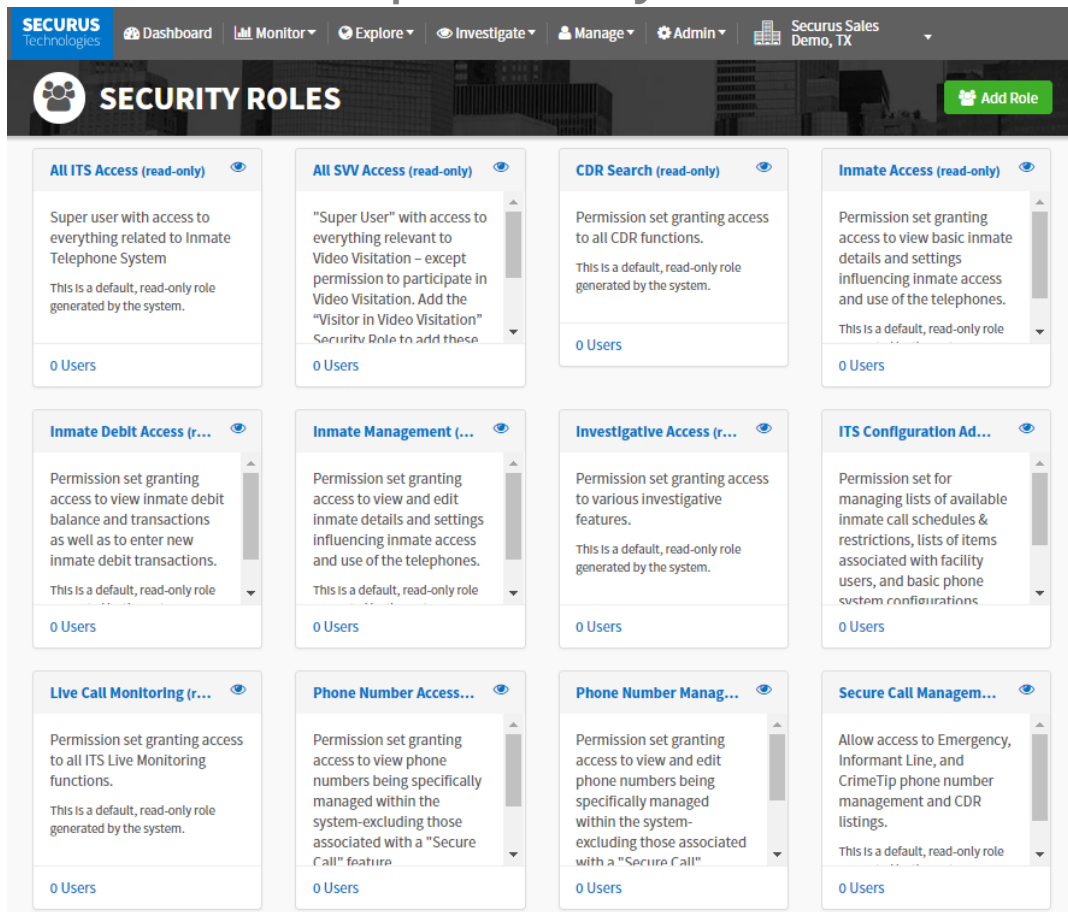 SECURUS
Technologies
Dashboard
Monitor
Explore
Investigate
Manage
Admin
Securus Sales
Demo, TX
SECURITY ROLES
Add Role
All ITS Access (read-only)
Super user with access to
everything related to Inmate
Telephone System
This is a default, read-only role
generated by the system.
0 Users
All SVV Access (read-only)
"Super User" with access to
everything relevant to
Video Visitation – except
permission to participate in
Video Visitation. Add the
“Visitor in Video Visitation”
Security Role to add these
0 Users
CDR Search (read-only)
Permission set granting access
to all CDR functions.
This is a default, read-only role
generated by the system.
0 Users
Inmate Access (read-only)
Permission set granting
access to view basic inmate
details and settings
influencing inmate access
and use of the telephones.
This is a default, read-only role
0 Users
Inmate Debit Access (r...
Permission set granting
access to view inmate debit
balance and transactions
as well as to enter new
inmate debit transactions.
This is a default, read-only role
0 Users
Inmate Management (...
Permission set granting
access to view and edit
inmate details and settings
influencing inmate access
and use of the telephones.
This is a default, read-only role
0 Users
Investigative Access (r...
Permission set granting access
to various investigative
features.
This is a default, read-only role
generated by the system.
0 Users
ITS Configuration Ad...
Permission set for
managing lists of available
inmate call schedules &
restrictions, lists of items
associated with facility
users, and basic phone
system configurations
0 Users
Live Call Monitoring (r...
Permission set granting access
to all ITS Live Monitoring
functions.
This is a default, read-only role
generated by the system.
0 Users
Phone Number Access...
Permission set granting
access to view phone
numbers being specifically
managed within the
system-excluding those
associated with a "Secure
Call" feature
0 Users
Phone Number Manag...
Permission set granting
access to view and edit
phone numbers being
specifically managed
within the system-
excluding those associated
with a "Secure Call"
0 Users
Secure Call Managem...
Allow access to Emergency,
Informant Line, and
CrimeTip phone number
management and CDR
listings.
This is a default, read-only role
0 Users